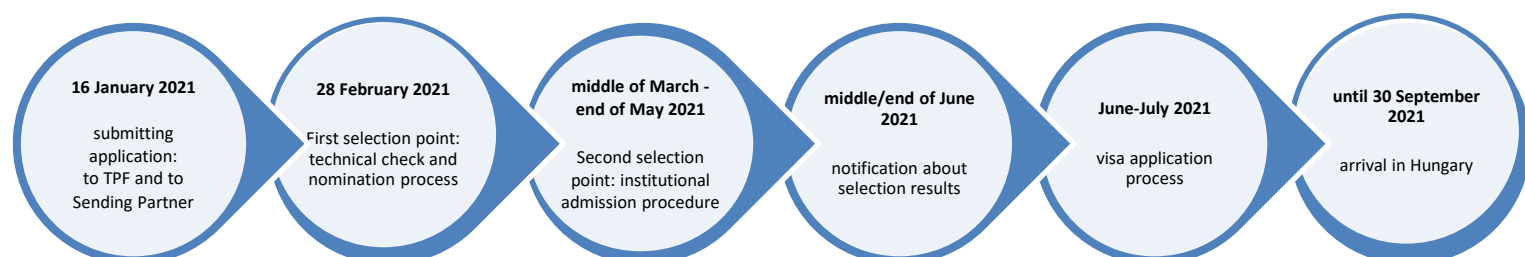 16 January 2021
submitting
application:
to TPF and to
Sending Partner
28 February 2021
First selection point:
technical check and
nomination process
middle of March -
end of May 2021
Second selection
point: institutional
admission procedure
middle/end of June
2021
notification about
selection results
June-July 2021
visa application
process
until 30 September
2021
arrival in Hungary